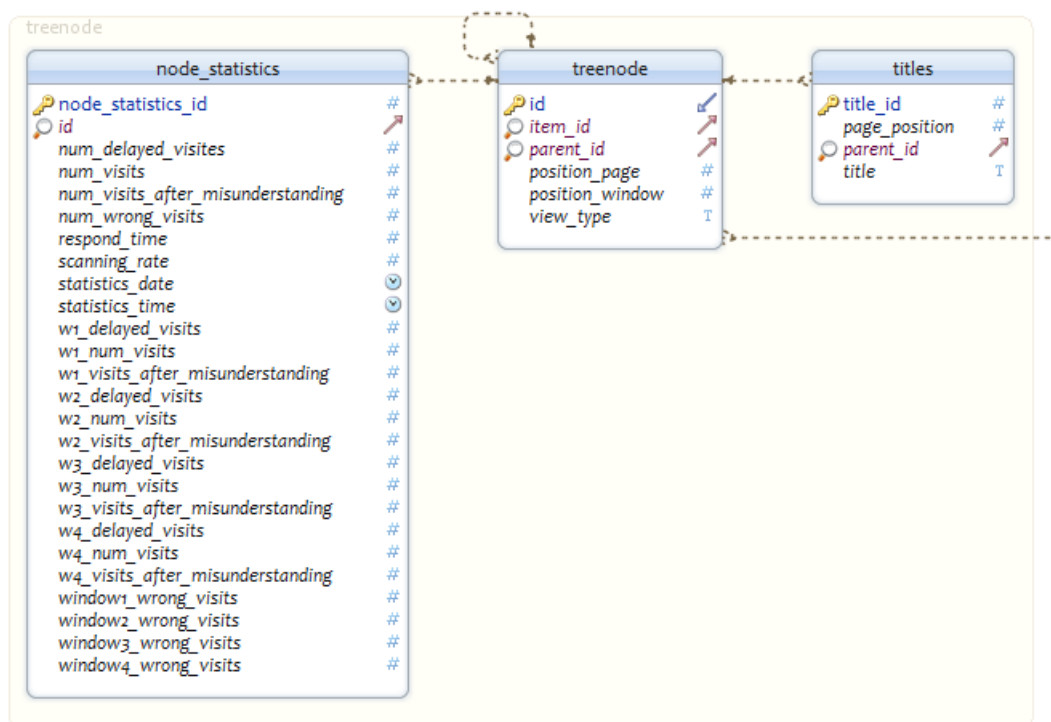 treenode
node_statistics
node_statistics_id #
id
num_delayed_visites #
num_visits #
num_visits_after_misunderstanding #
num_wrong_visits #
respond_time #
scanning_rate #
statistics_date
statistics_time
w1_delayed_visits #
w1_num_visits #
w1_visits_after_misunderstanding #
w2_delayed_visits #
w2_num_visits #
w2_visits_after_misunderstanding #
w3_delayed_visits #
w3_num_visits #
w3_visits_after_misunderstanding #
w4_delayed_visits #
w4_num_visits #
w4_visits_after_misunderstanding #
window1_wrong_visits #
window2_wrong_visits #
window3_wrong_visits #
window4_wrong_visits #
treenode
id
item_id
parent_id
position_page #
position_window #
view_type T
titles
title_id #
page_position #
parent_id
title T